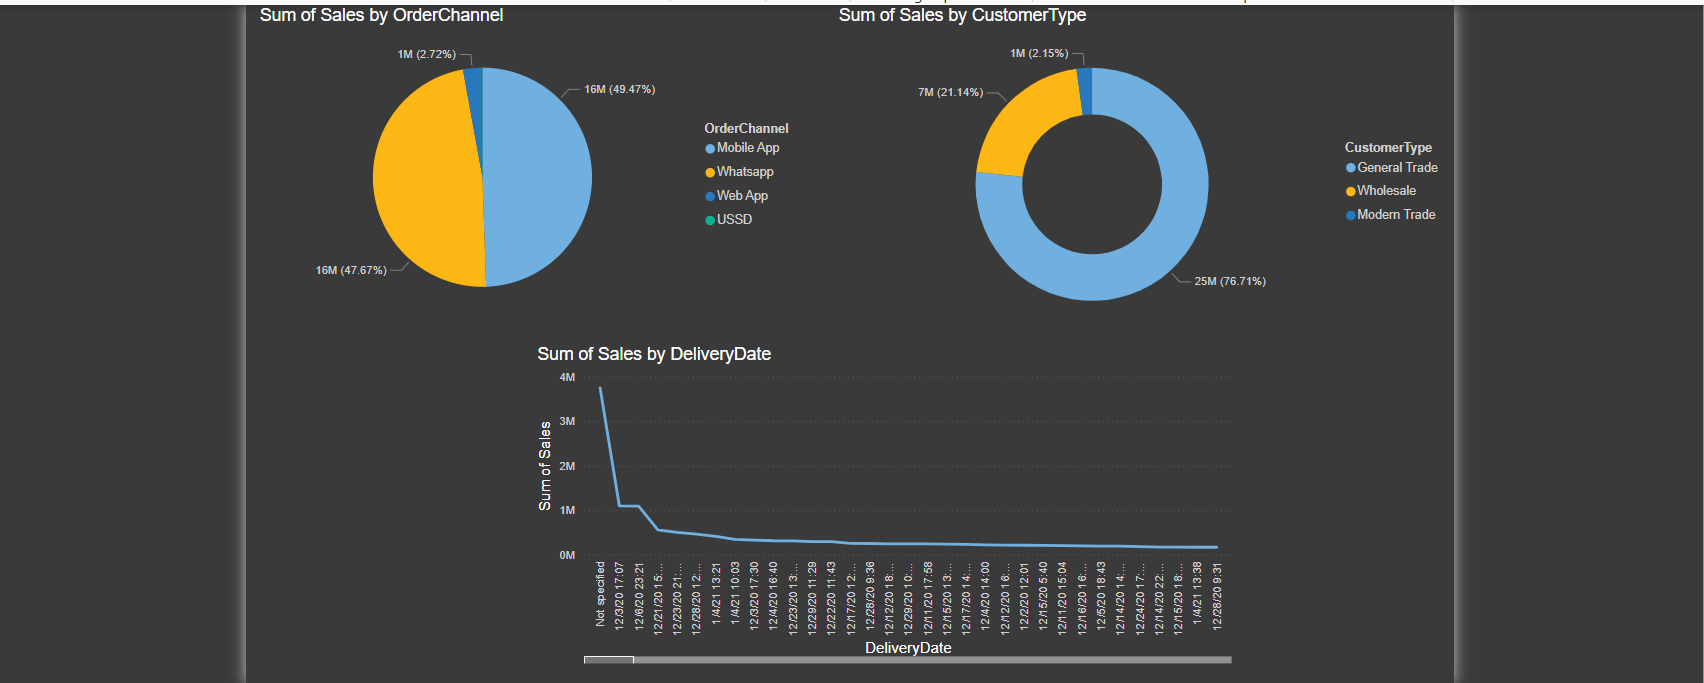 Sum of Sales by OrderChannel
1M (2.72%)
16M (49.47%)
16M (47.67%)
OrderChannel
Mobile App
Whatsapp
Web App
USSD
Sum of Sales by CustomerType
1M (2.15%)
7M (21.14%)
25M (76.71%)
CustomerType
General Trade
Wholesale
Modern Trade
Sum of Sales by DeliveryDate
Sum of Sales
4M
3M
2M
1M
0M
Not specified
12/3/20 17:07
12/6/20 23:21
12/21/20 15:...
12/23/20 21:...
12/28/20 12:...
1/4/21 13:21
1/4/21 10:03
12/3/20 17:30
12/4/20 16:40
12/23/20 13:...
12/29/20 11:29
12/22/20 11:43
12/17/20 12:...
12/28/20 9:36
12/12/20 18:...
12/29/20 10:...
12/11/20 17:58
12/15/20 13:...
12/17/20 14:...
12/4/20 14:00
12/12/20 16:...
12/2/20 12:01
12/15/20 5:40
12/11/20 15:04
12/16/20 16:...
12/5/20 18:43
12/14/20 14:...
12/24/20 17:...
12/14/20 22:...
12/15/20 18:...
1/4/21 13:38
12/28/20 9:31
DeliveryDate